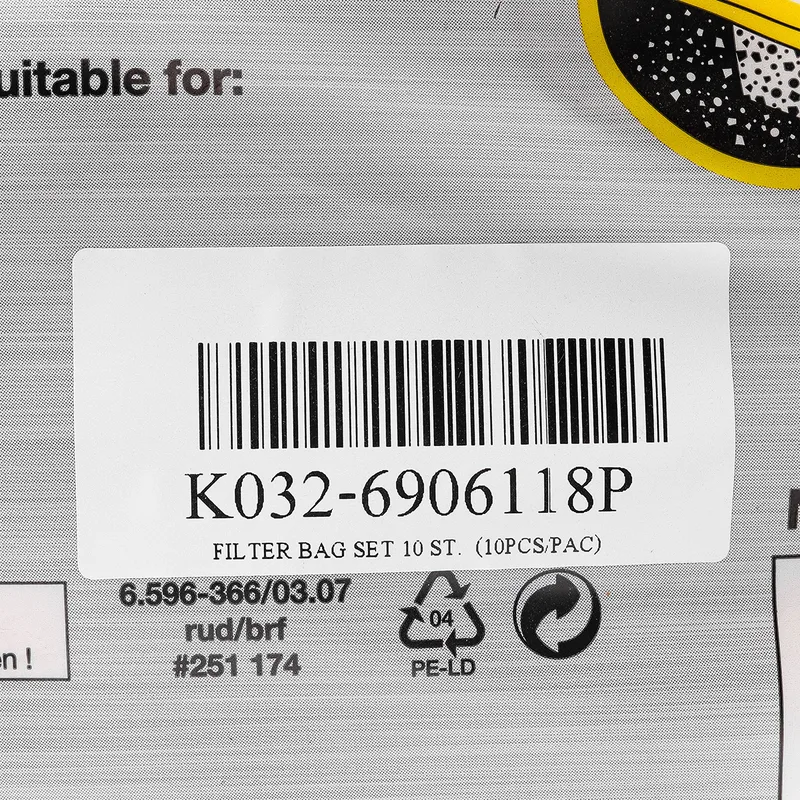 uitable for:
K032-6906118P
FILTER BAG SET 10 ST. (10PCS/PAC)
6.596-366/03.07
rud/brf
#251 174
04
PE-LD
en !